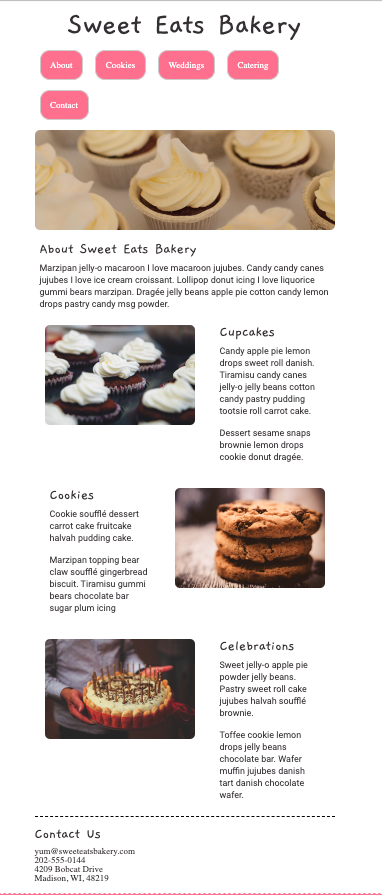 Sweet Eats Bakery
About Cookies Weddings Catering
Contact
About Sweet Eats Bakery
Marzipan jelly-o macaroon I love macaroon jujubes. Candy candy canes
jujubes I love ice cream croissant. Lollipop donut icing I love liquorice
gummi bears marzipan. Dragée jelly beans apple pie cotton candy lemon
drops pastry candy msg powder.
Cupcakes
Candy apple pie lemon
drops sweet roll danish.
Tiramisu candy canes
jelly-o jelly beans cotton
candy pastry pudding
tootsie roll carrot cake.
Dessert sesame snaps
brownie lemon drops
cookie donut dragée.
Cookies
Cookie soufflé dessert
carrot cake fruitcake
halvah pudding cake.
Marzipan topping bear
claw soufflé gingerbread
biscuit. Tiramisu gummi
bears chocolate bar
sugar plum icing
Celebrations
Sweet jelly-o apple pie
powder jelly beans.
Pastry sweet roll cake
jujubes halvah soufflé
brownie.
Toffee cookie lemon
drops jelly beans
chocolate bar. Wafer
muffin jujubes danish
tart danish chocolate
wafer.
Contact Us
yum@sweeteatsbakery.com
202-555-0144
4209 Bobcat Drive
Madison, WI, 48219